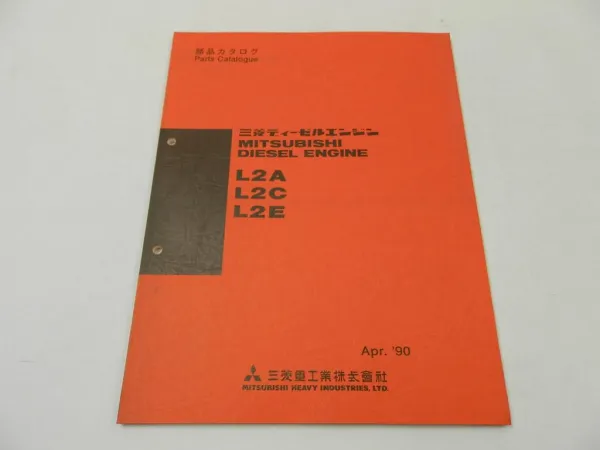 部品カタログ
Parts Catalogue
三菱ディーゼルエンジン
MITSUBISHI
DIESEL ENGINE
L2A
L2C
L2E
Apr. '90
三菱重工業株式會社
MITSUBISHI HEAVY INDUSTRIES, LTD.